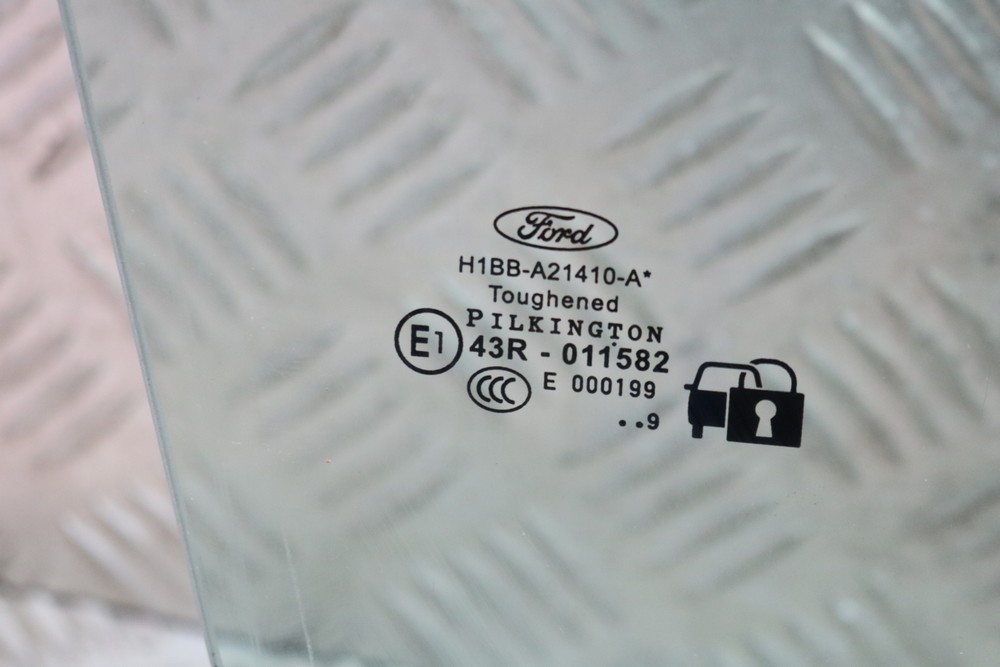 Ford
H1BB-A21410-A*
Toughened
PILKINGTON
E1 43R - 011582
CCC E 000199
..9